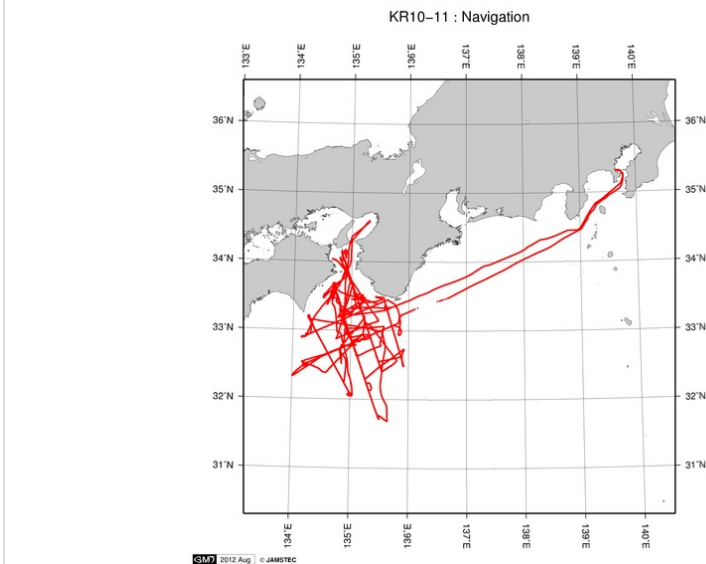 KR10−11 : Navigation
133˚E 134˚E 135˚E 136˚E 137˚E 138˚E 139˚E 140˚E
36˚N 36˚N
35˚N 35˚N
34˚N 34˚N
33˚N 33˚N
32˚N 32˚N
31˚N 31˚N
134˚E 135˚E 136˚E 137˚E 138˚E 139˚E 140˚E
GMT 2012 Aug © JAMSTEC